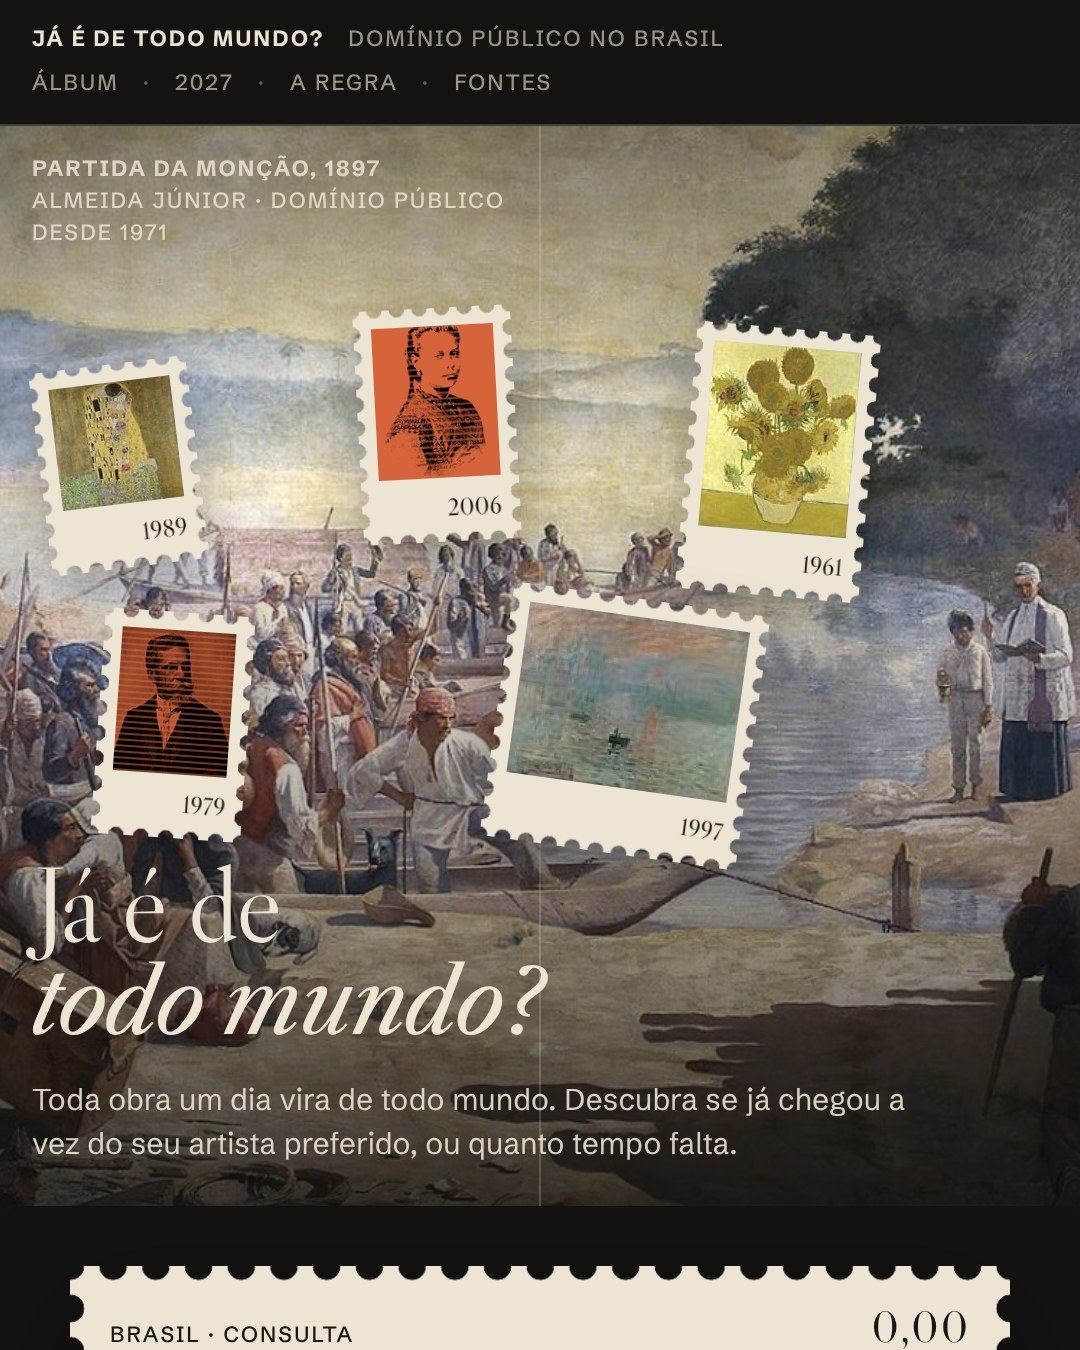 JÁ É DE TODO MUNDO? DOMÍNIO PÚBLICO NO BRASIL
ÁLBUM · 2027 · A REGRA · FONTES
PARTIDA DA MONÇÃO, 1897
ALMEIDA JÚNIOR · DOMÍNIO PÚBLICO
DESDE 1971
1989
2006
1961
1979
1997
Já é de
todo mundo?
Toda obra um dia vira de todo mundo. Descubra se já chegou a
vez do seu artista preferido, ou quanto tempo falta.
BRASIL · CONSULTA
0,00